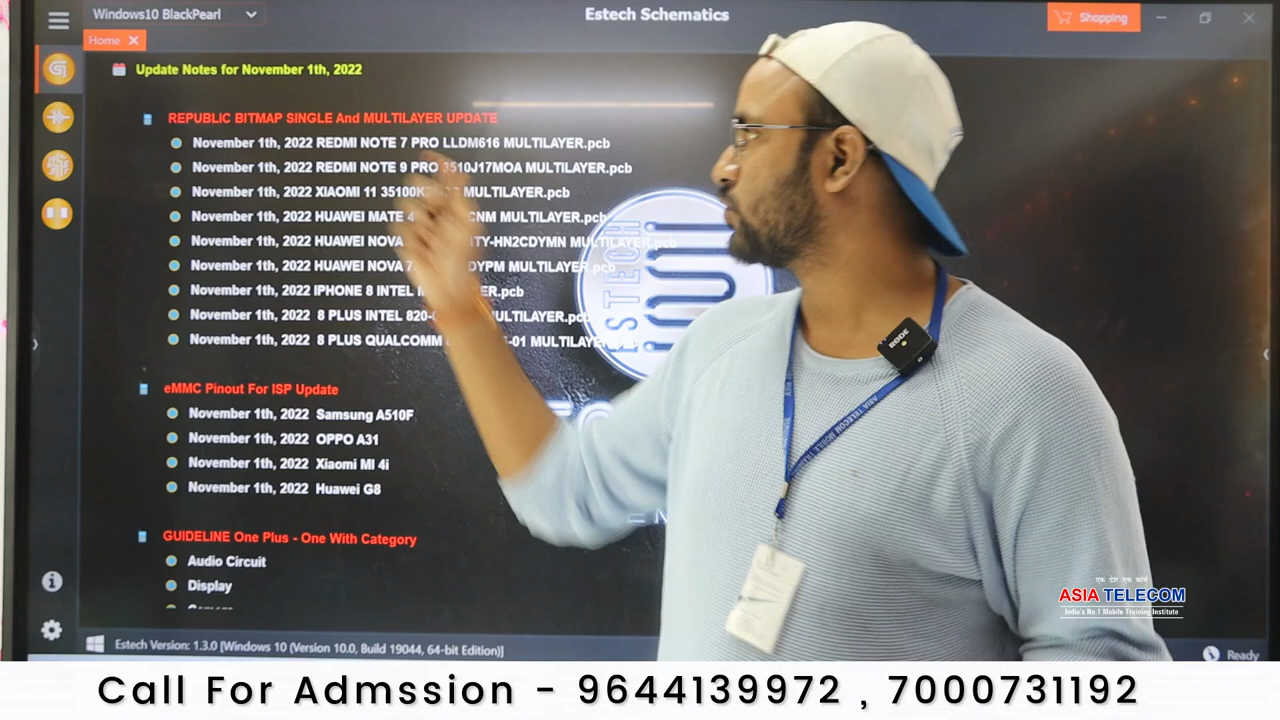 Windows10 BlackPearl
Estech Schematics
Shopping
Home
Update Notes for November 1th, 2022
REPUBLIC BITMAP SINGLE And MULTILAYER UPDATE
November 1th, 2022 REDMI NOTE 7 PRO LLDM616 MULTILAYER.pcb
November 1th, 2022 REDMI NOTE 9 PRO 3510J17MOA MULTILAYER.pcb
November 1th, 2022 XIAOMI 11 MULTILAYER.pcb
November 1th, 2022 HUAWEI MATE MULTILAYER.pcb
November 1th, 2022 HUAWEI NOVA MULTILAYER.pcb
November 1th, 2022 HUAWEI NOVA MULTILAYER.pcb
November 1th, 2022 IPHONE 8 INTEL
November 1th, 2022 8 PLUS INTEL MULTILAYER.pcb
November 1th, 2022 8 PLUS QUALCOMM
eMMC Pinout For ISP Update
November 1th, 2022 Samsung A510F
November 1th, 2022 OPPO A31
November 1th, 2022 Xiaomi MI 4i
November 1th, 2022 Huawei G8
GUIDELINE One Plus - One With Category
Audio Circuit
Display
Estech Version: 1.3.0 [Windows 10 (Version 10.0, Build 19044, 64-bit Edition)]
Ready
ESTECH
RODE
ASIA TELECOM MOBILE
एक देश एक कोर्स
ASIA TELECOM
India's No.1 Mobile Training Institute
Call For Admssion - 9644139972 , 7000731192